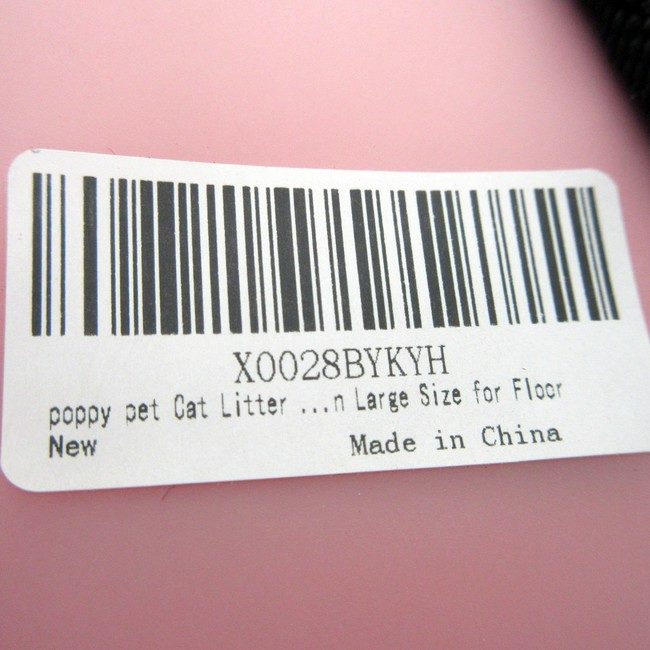 X0028BYKYH
poppy pet Cat Litter ...n Large Size for Floor
New
Made in China